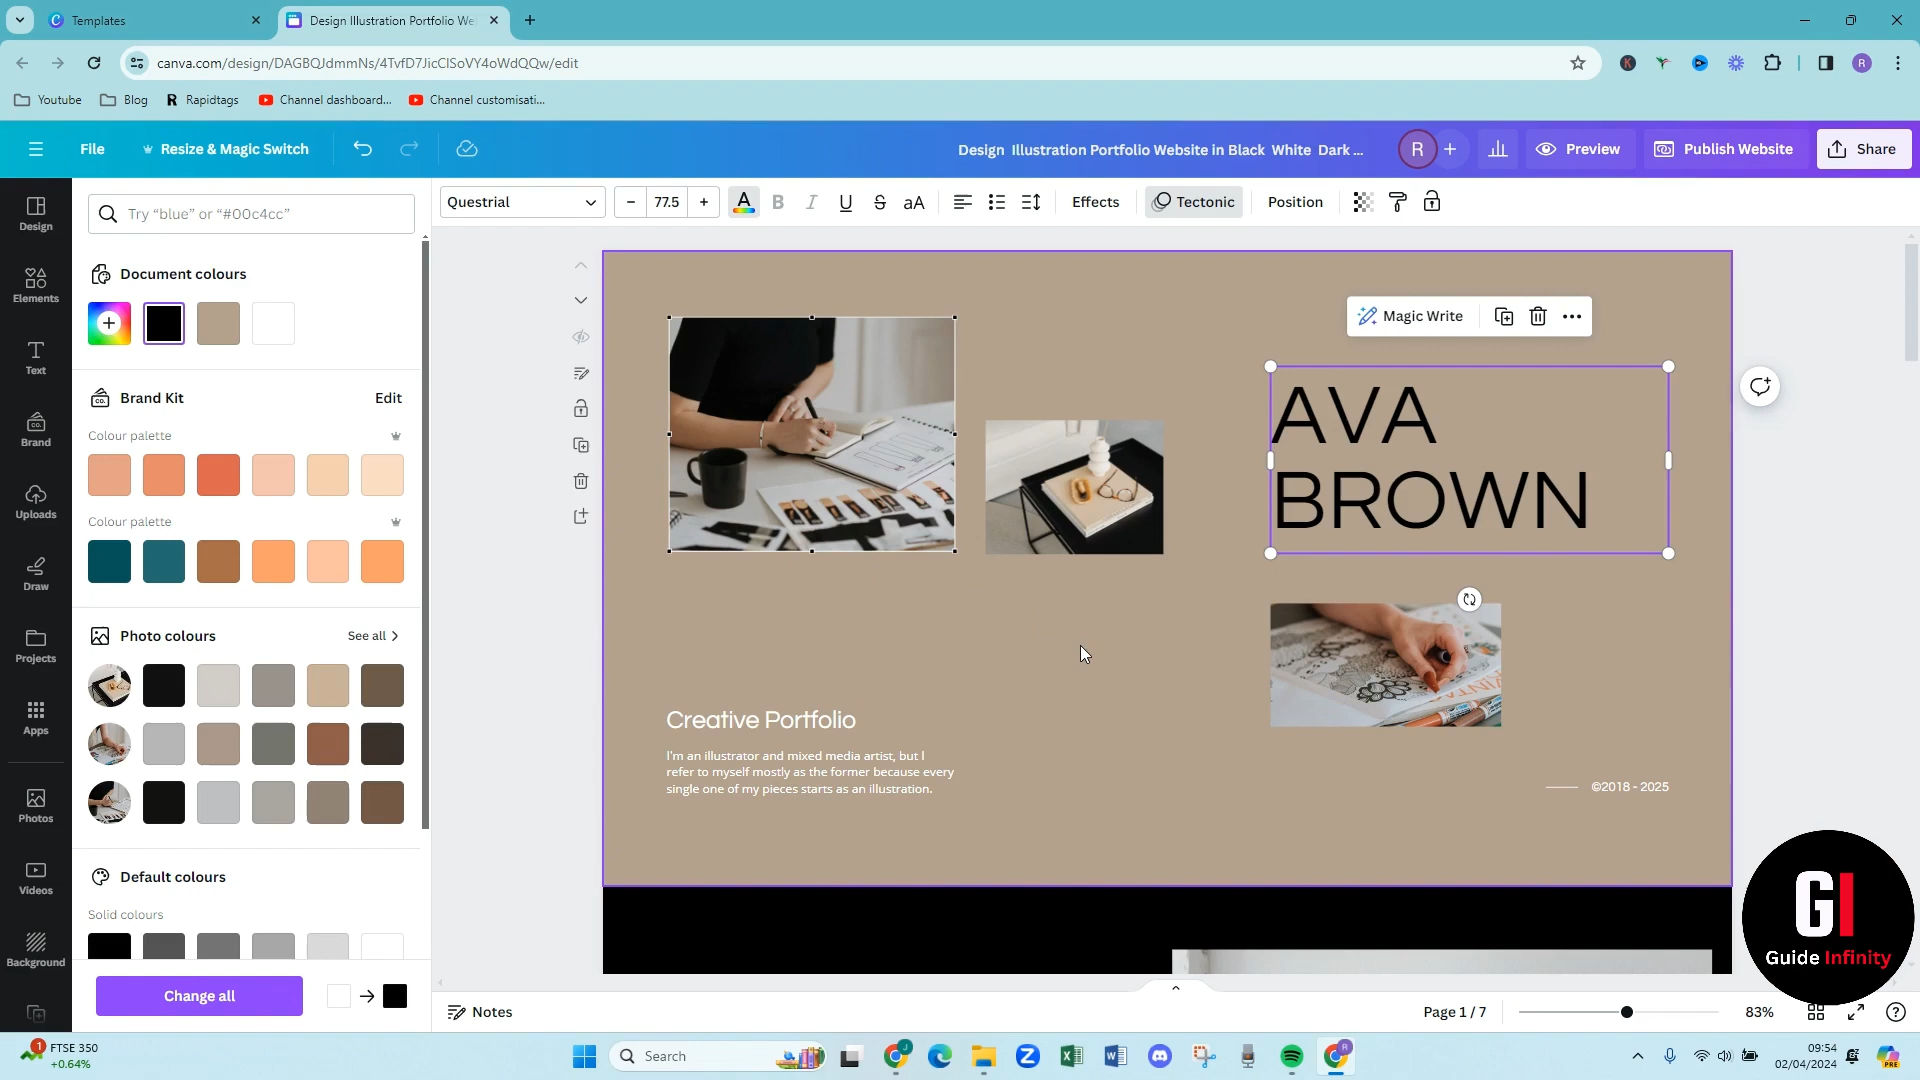 Templates
Design Illustration Portfolio We
canva.com/design/DAGBQJdmmNs/4TvfD7JicClSoVY4oWdQQw/edit
Youtube
Blog
Rapidtags
Channel dashboard...
Channel customisati...
File
Resize & Magic Switch
Design Illustration Portfolio Website in Black White Dark ...
R
Preview
Publish Website
Share
Design
Elements
Text
Brand
Uploads
Draw
Projects
Apps
Photos
Videos
Background
Try “blue” or “#00c4cc”
Document colours
Brand Kit
Edit
Colour palette
Colour palette
Photo colours
See all
Default colours
Solid colours
Change all
Questrial
77.5
A
B
I
U
S
aA
Effects
Tectonic
Position
Magic Write
AVA
BROWN
Creative Portfolio
I'm an illustrator and mixed media artist, but I
refer to myself mostly as the former because every
single one of my pieces starts as an illustration.
©2018 - 2025
GI
Guide Infinity
Notes
Page 1 / 7
83%
1
FTSE 350
+0.64%
Search
09:54
02/04/2024